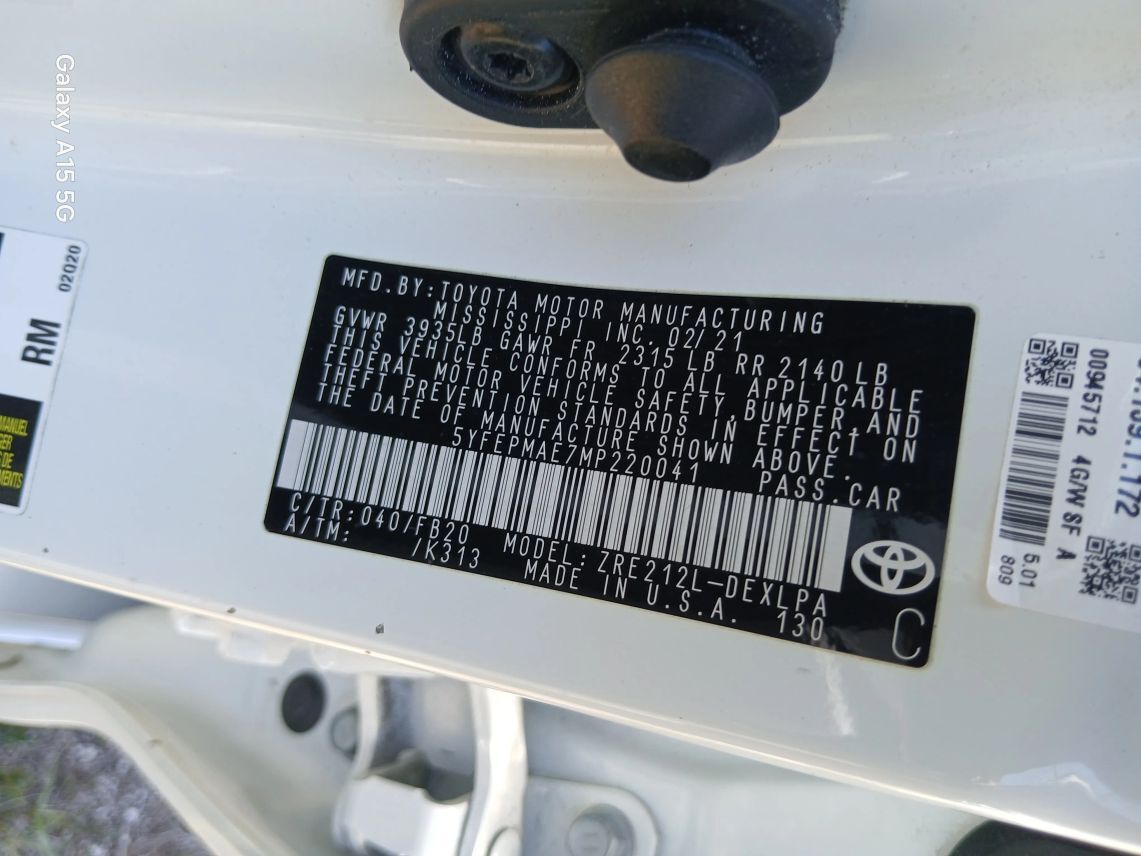 Galaxy A15 5G
02020
RM
MANUEL
MFD.BY:TOYOTA MOTOR MANUFACTURING
MISSISSIPPI INC. 02/21
GVWR 3935LB GAWR FR 2315LB RR 2140LB
THIS VEHICLE CONFORMS TO ALL APPLICABLE
FEDERAL MOTOR VEHICLE SAFETY,BUMPER,AND
THEFT PREVENTION STANDARDS IN EFFECT ON
THE DATE OF MANUFACTURE SHOWN ABOVE.
5YFEPMAE7MP220041 PASS.CAR
C/TR:040/FB20 MODEL:ZRE212L-DEXLPA
A/TM: /K313 MADE IN U.S.A. 130
C
00945712 4G/W 8F A
5.01
809